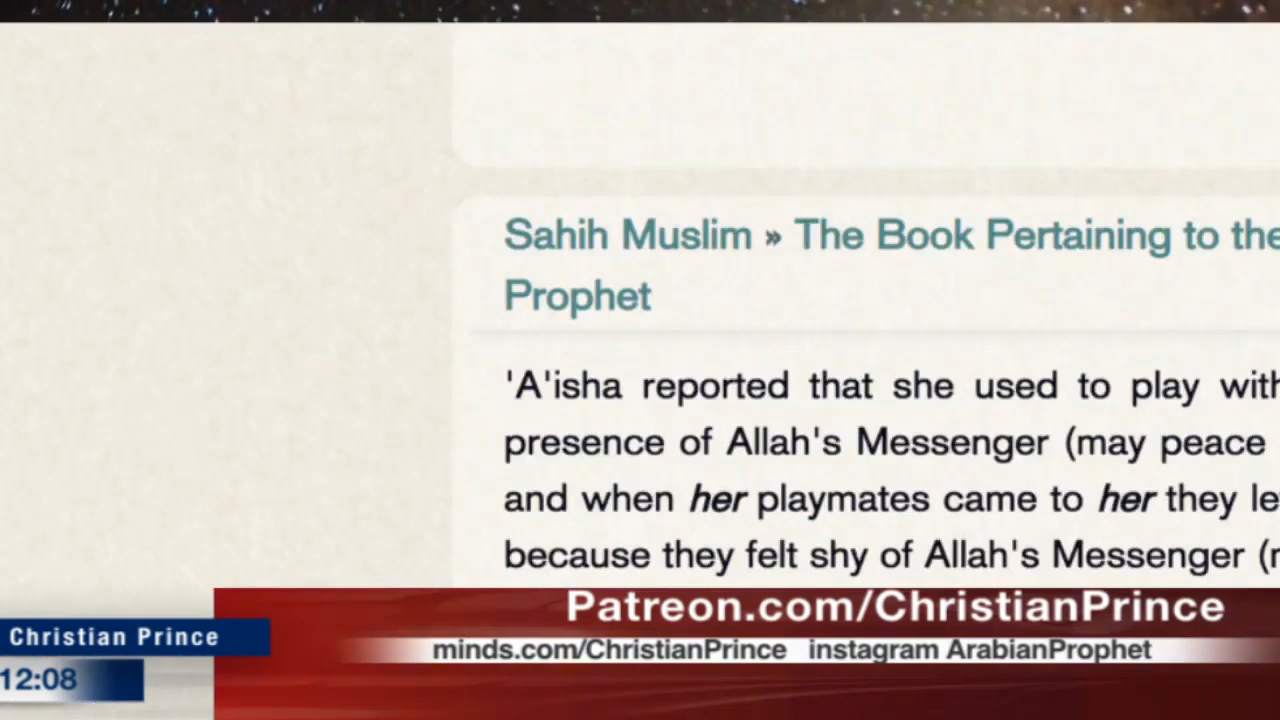 Sahih Muslim » The Book Pertaining to the
Prophet
'A'isha reported that she used to play with
presence of Allah's Messenger (may peace
and when her playmates came to her they
because they felt shy of Allah's Messenger
Patreon.com/ChristianPrince
Christian Prince
minds.com/ChristianPrince instagram ArabianProphet
12:08